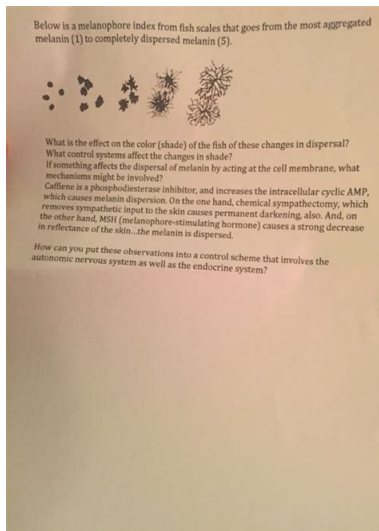 Below is a melanophore index from fish scales that goes from the most aggregated
melanin (1) to completely dispersed melanin (5).
What is the effect on the color (shade) of the fish of these changes in dispersal?
What control systems affect the changes in shade?
If something affects the dispersal of melanin by acting at the cell membrane, what
mechanisms might be involved?
Caffiene is a phosphodiesterase inhibitor, and increases the intracellular cyclic AMP,
which causes melanin dispersion. On the one hand, chemical sympathectomy, which
removes sympathetic input to the skin causes permanent darkening, also. And, on
the other hand, MSH (melanophore-stimulating hormone) causes a strong decrease
in reflectance of the skin...the melanin is dispersed.
How can you put these observations into a control scheme that involves the
autonomic nervous system as well as the endocrine system?